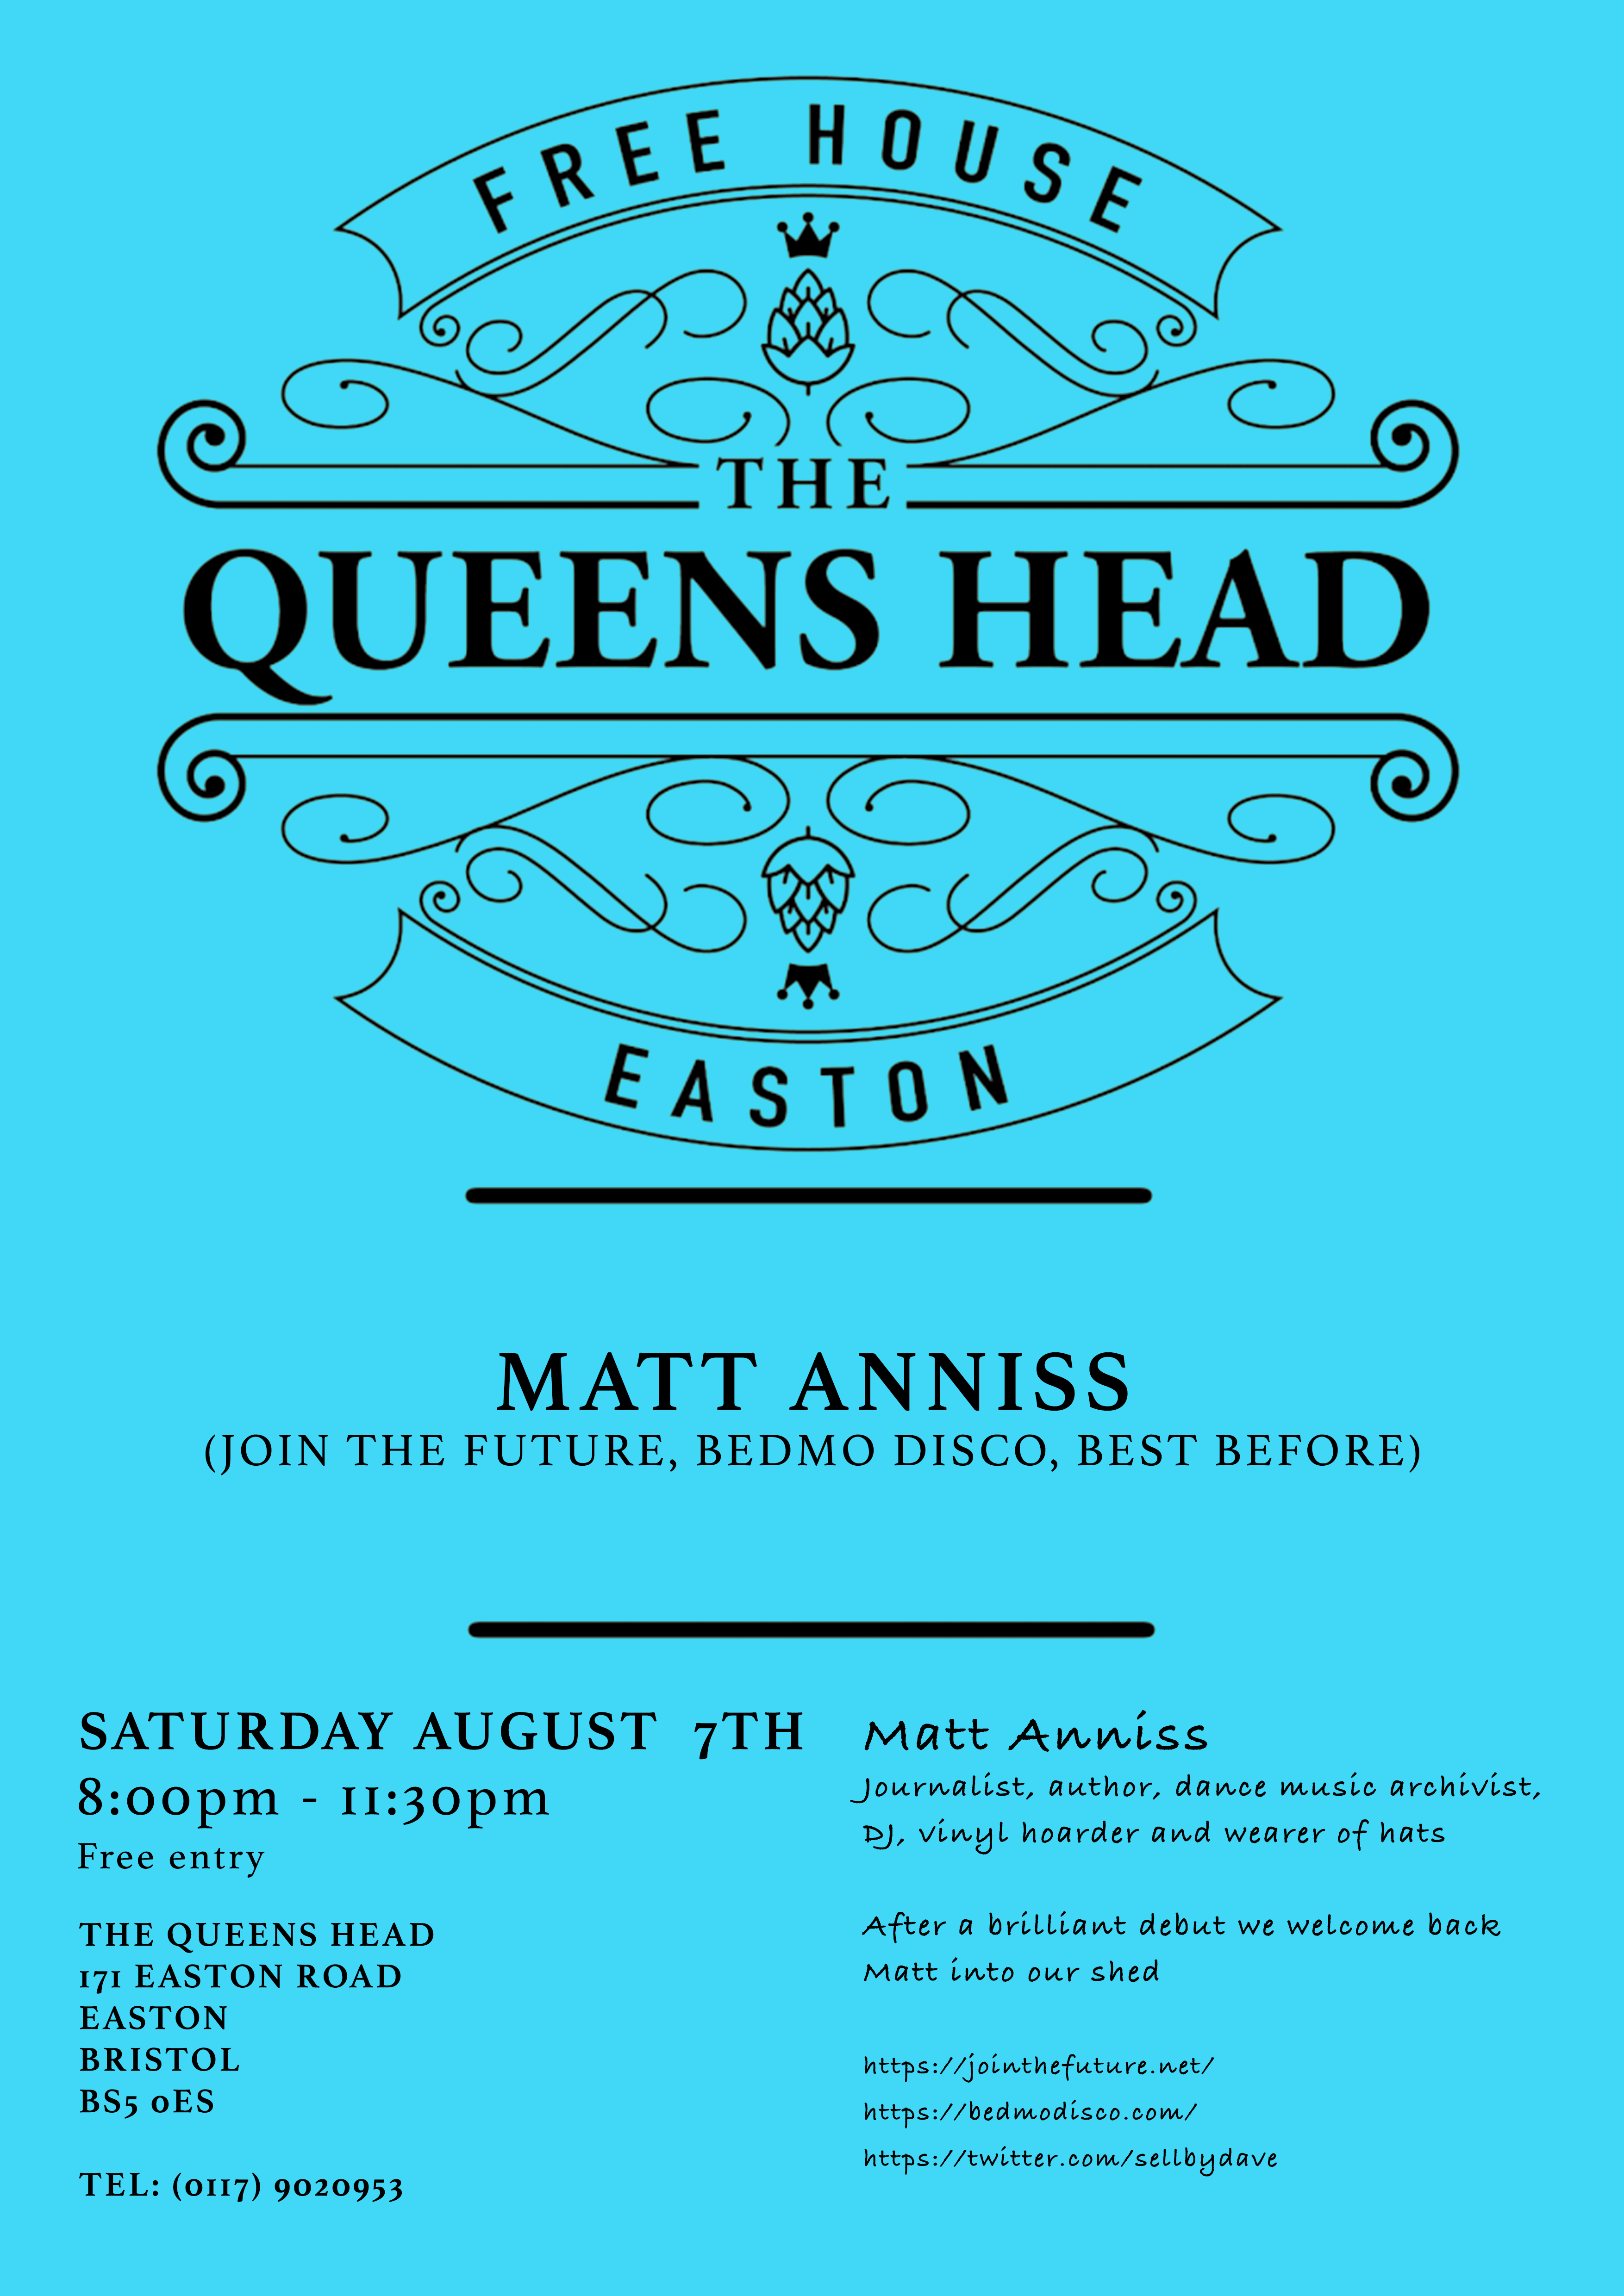 FREE HOUSE
THE
QUEENS HEAD
EASTON
MATT ANNISS
(JOIN THE FUTURE, BEDMO DISCO, BEST BEFORE)
SATURDAY AUGUST 7TH
8:00pm - 11:30pm
Free entry
THE QUEENS HEAD
171 EASTON ROAD
EASTON
BRISTOL
BS5 0ES
TEL: (0117) 9020953
Matt Anniss
Journalist, author, dance music archivist,
DJ, vinyl hoarder and wearer of hats
After a brilliant debut we welcome back
Matt into our shed
https://jointhefuture.net/
https://bedmodisco.com/
https://twitter.com/sellbydave